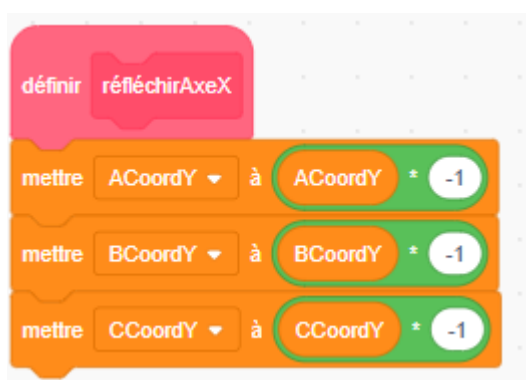 définir réfléchirAxeX
mettre ACoordY à ACoordY * -1
mettre BCoordY à BCoordY * -1
mettre CCoordY à CCoordY * -1